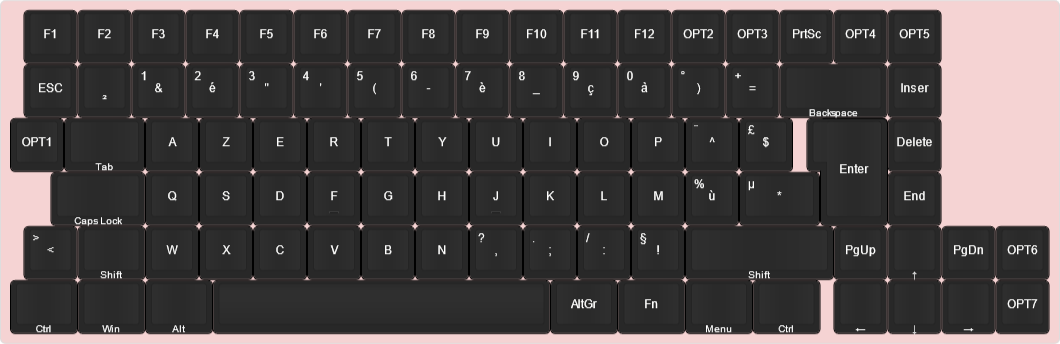 F1 F2 F3 F4 F5 F6 F7 F8 F9 F10 F11 F12 OPT2 OPT3 PrtSc OPT4 OPT5
ESC ² 1 & 2 é 3 " 4 ' 5 ( 6 - 7 è 8 _ 9 ç 0 à ° ) + = Backspace Inser
OPT1 Tab A Z E R T Y U I O P ¨ ^ £ $ Enter Delete
Caps Lock Q S D F G H J K L M % ù µ * End
> < Shift W X C V B N ? , . ; / : § ! Shift PgUp ↑ PgDn OPT6
Ctrl Win Alt AltGr Fn Menu Ctrl ← ↓ → OPT7